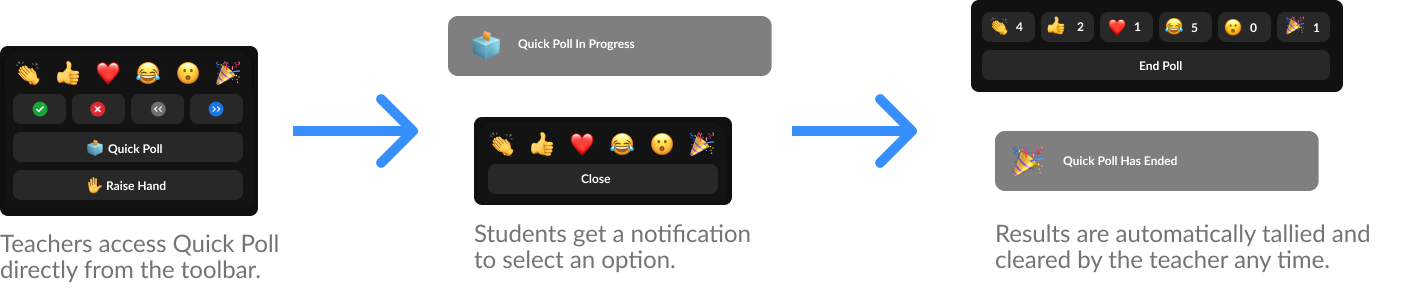 Quick Poll
Raise Hand
Teachers access Quick Poll
directly from the toolbar.
Quick Poll In Progress
Close
Students get a notification
to select an option.
4 2 1 5 0 1
End Poll
Quick Poll Has Ended
Results are automatically tallied and
cleared by the teacher any time.